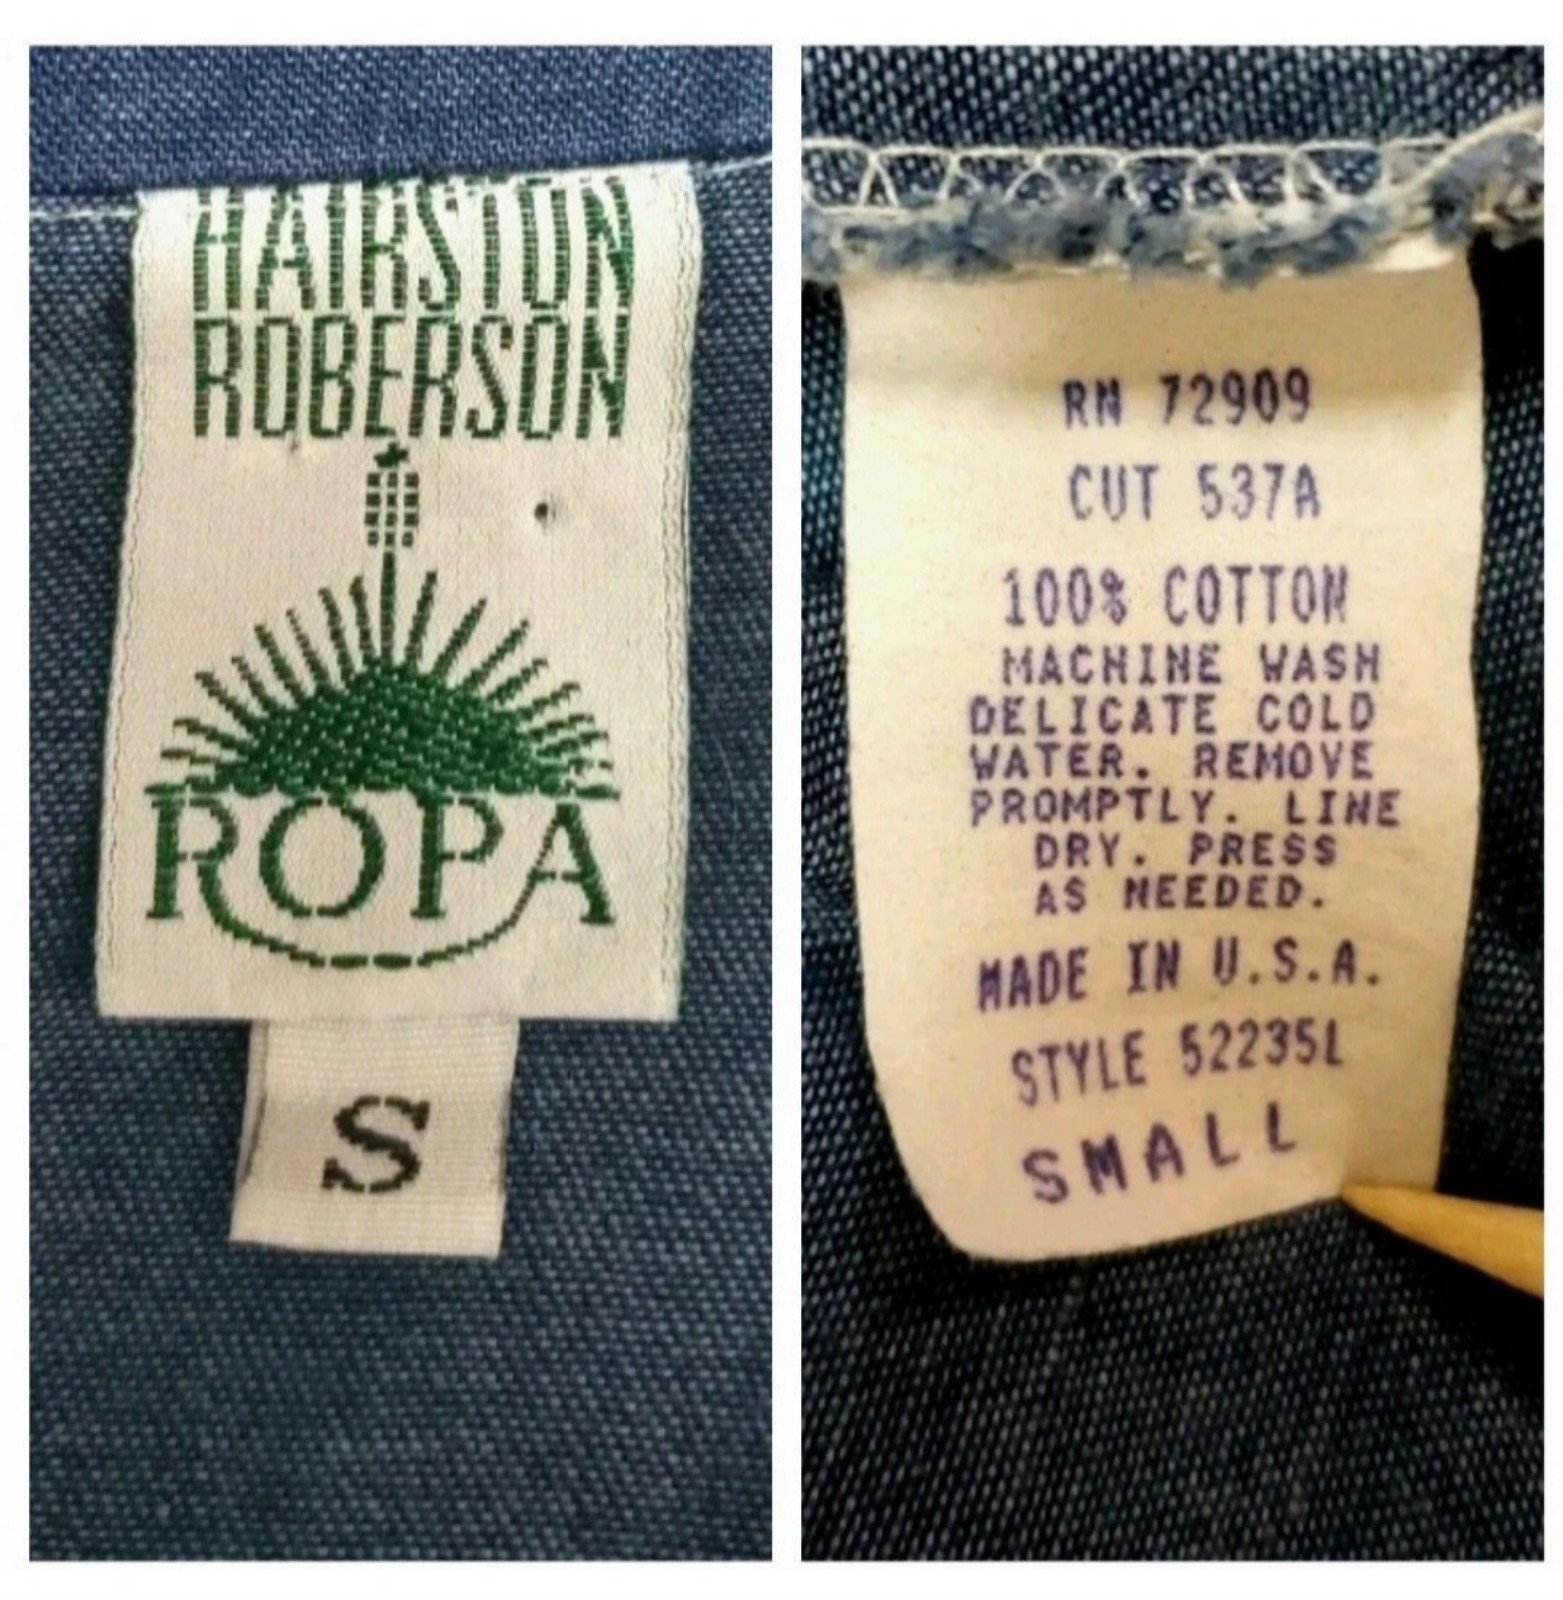 HAIRSTON
ROBERSON
ROPA
S
RN 72909
CUT 537A
100% COTTON
MACHINE WASH
DELICATE COLD
WATER. REMOVE
PROMPTLY. LINE
DRY. PRESS
AS NEEDED.
MADE IN U.S.A.
STYLE 52235L
SMALL